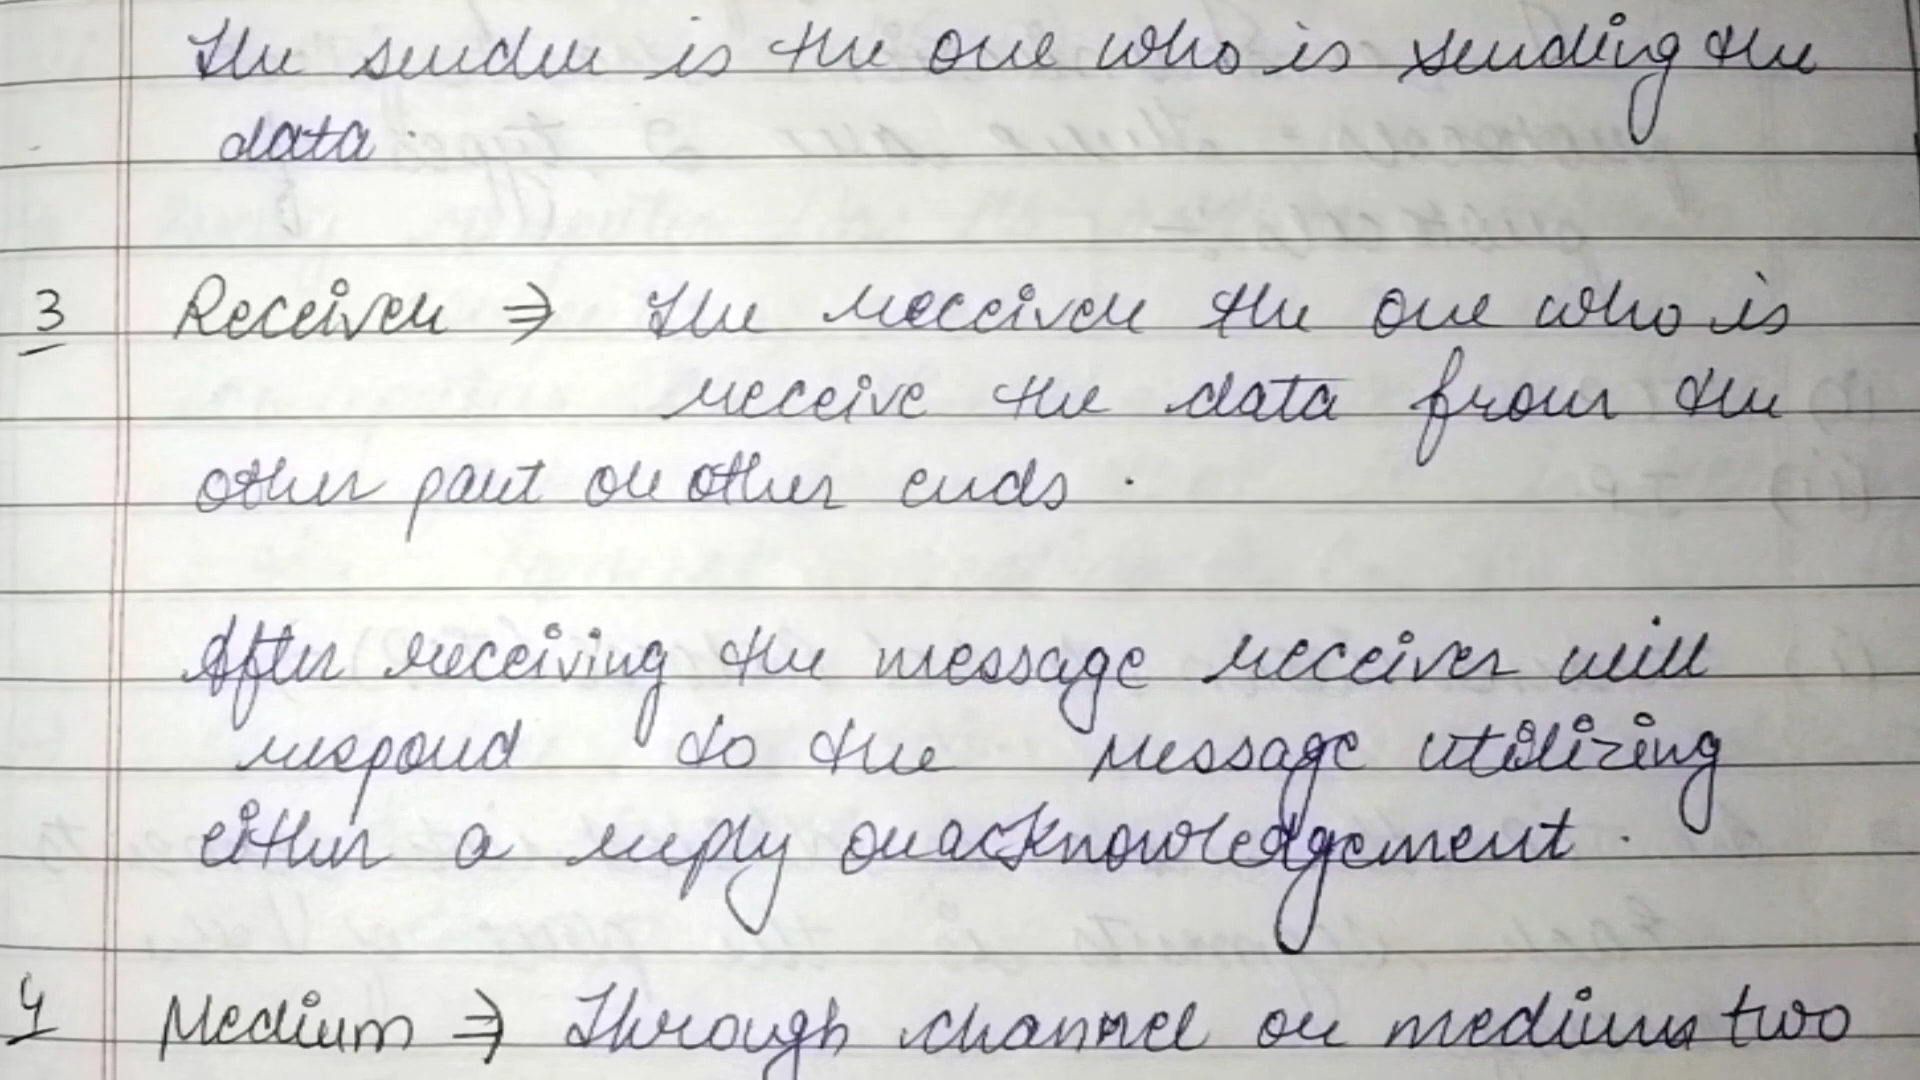 The sender is the one who is sending the
data.
3 Receiver ⇒ The receiver the one who is
receive the data from the
other part or other ends.
After receiving the message receiver will
respond to the message utilizing
either a reply or acknowledgement.
4 Medium ⇒ Through channel or medium two